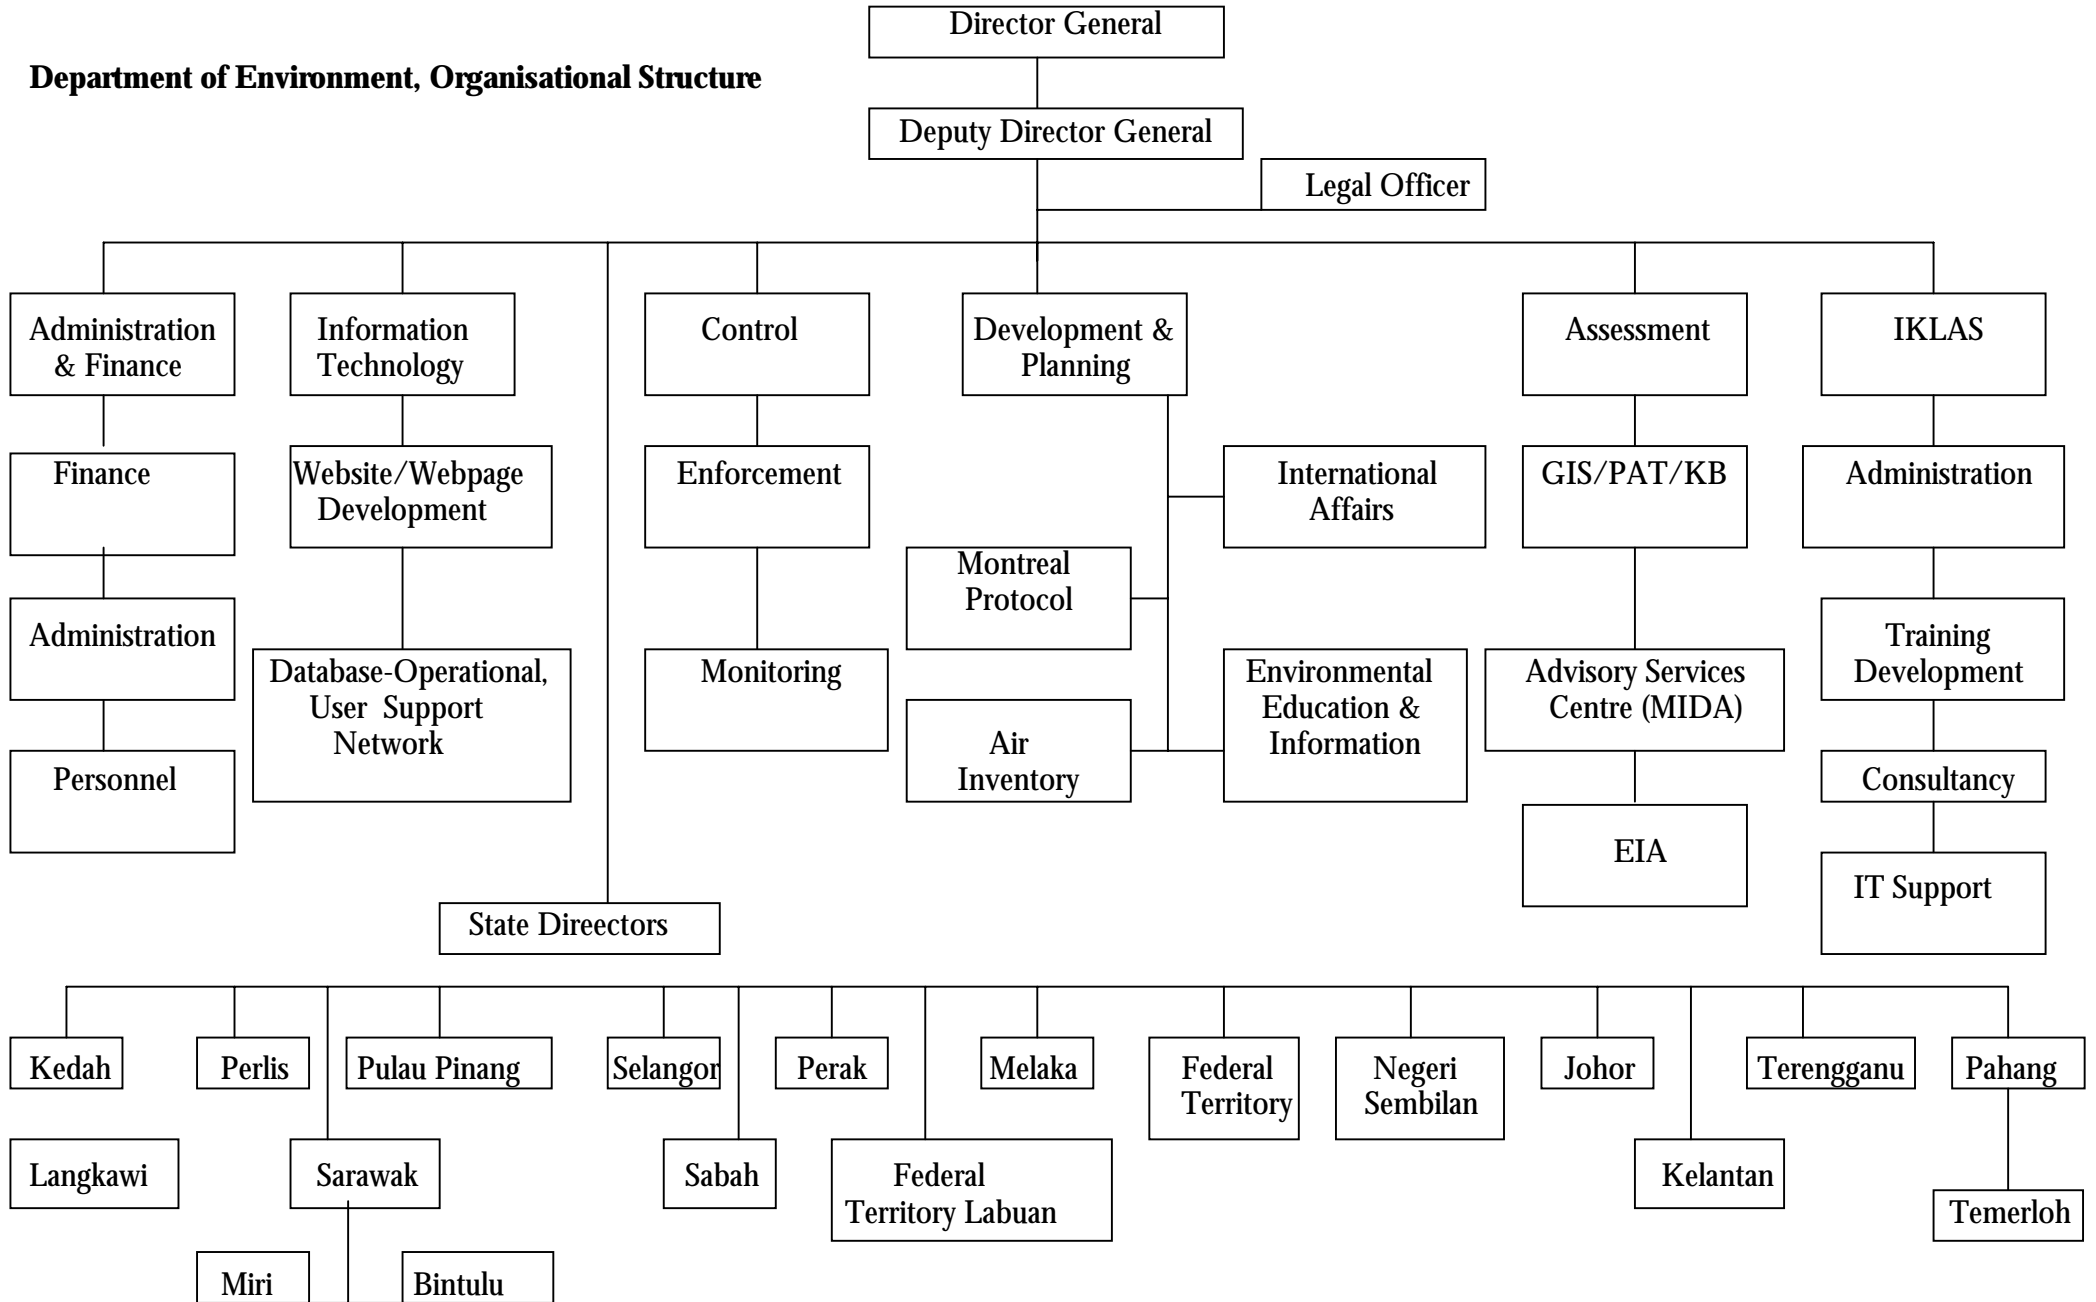 Director General
Department of Environment, Organisational Structure
Deputy Director General
Legal Officer
Administration
& Finance
Information
Technology
Control
Development &
Planning
Assessment
IKLAS
Finance
Website/Webpage
Development
Enforcement
International
Affairs
GIS/PAT/KB
Administration
Montreal
Protocol
Administration
Training
Development
Database-Operational,
User Support
Network
Monitoring
Environmental
Education &
Information
Advisory Services
Centre (MIDA)
Air
Inventory
Personnel
Consultancy
EIA
IT Support
State Direectors
Kedah
Perlis
Pulau Pinang
Selangor
Perak
Melaka
Federal
Territory
Negeri
Sembilan
Johor
Terengganu
Pahang
Langkawi
Sarawak
Sabah
Federal
Territory Labuan
Kelantan
Temerloh
Miri
Bintulu